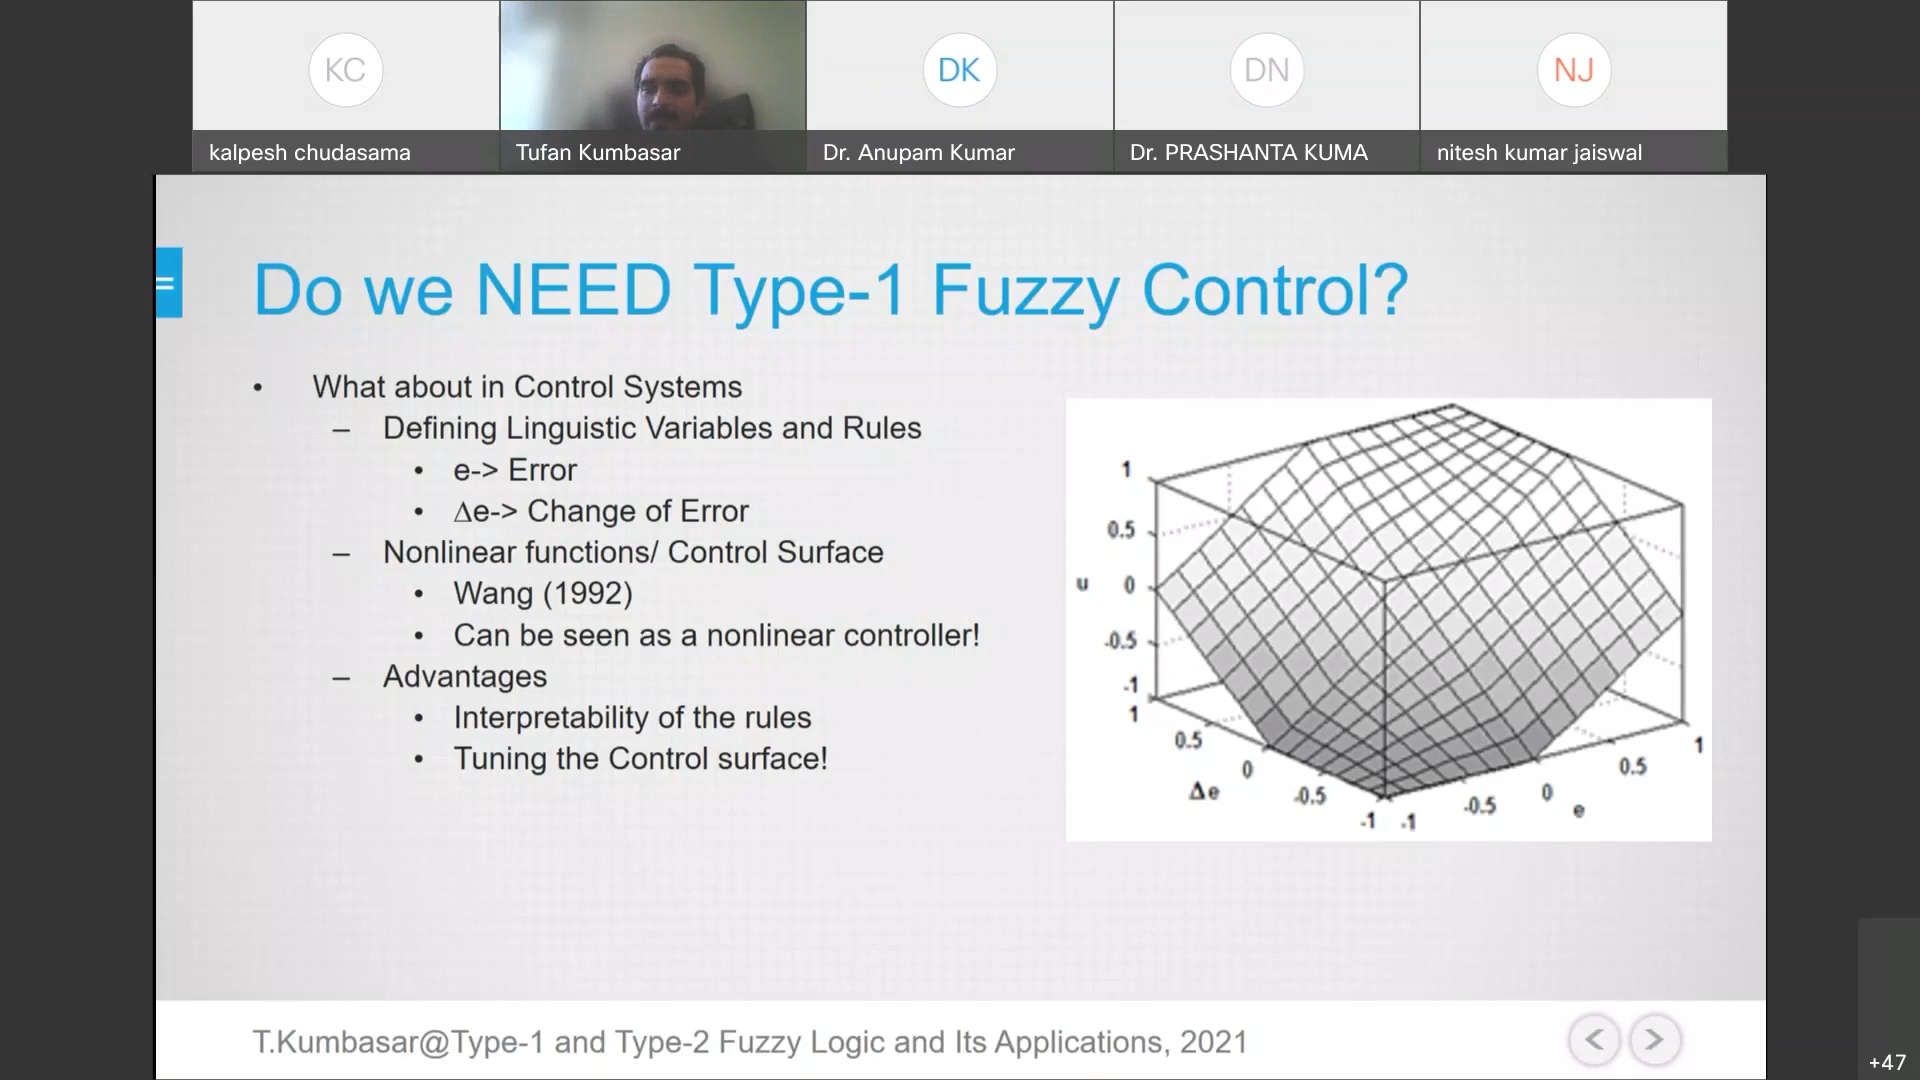 KC
DK
DN
NJ
kalpesh chudasama
Tufan Kumbasar
Dr. Anupam Kumar
Dr. PRASHANTA KUMA
nitesh kumar jaiswal
Do we NEED Type-1 Fuzzy Control?
• What about in Control Systems
– Defining Linguistic Variables and Rules
• e-> Error
• Δe-> Change of Error
– Nonlinear functions/ Control Surface
• Wang (1992)
• Can be seen as a nonlinear controller!
– Advantages
• Interpretability of the rules
• Tuning the Control surface!
1
0.5
u 0
-0.5
-1
1
0.5
0
-0.5
-1
Δe
-1
-0.5
0
0.5
1
e
T.Kumbasar@Type-1 and Type-2 Fuzzy Logic and Its Applications, 2021
< >
+47